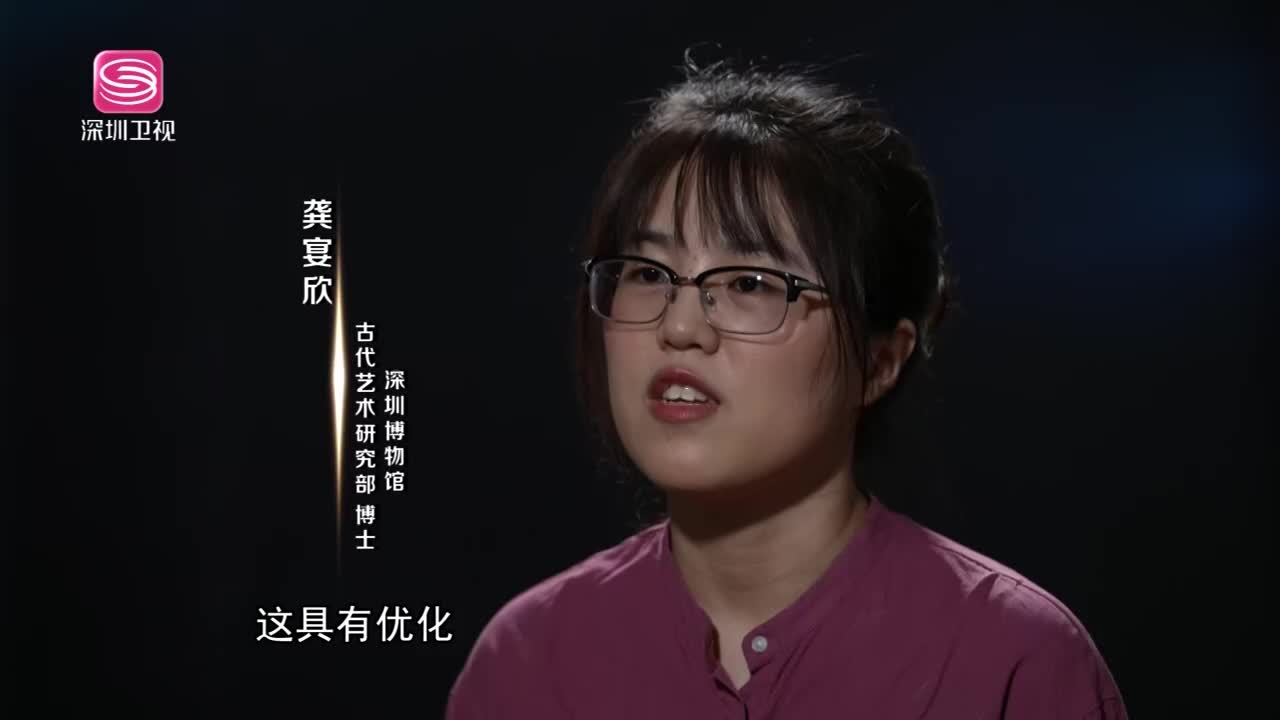 深圳卫视
龚宴欣
深圳博物馆
古代艺术研究部 博士
这具有优化